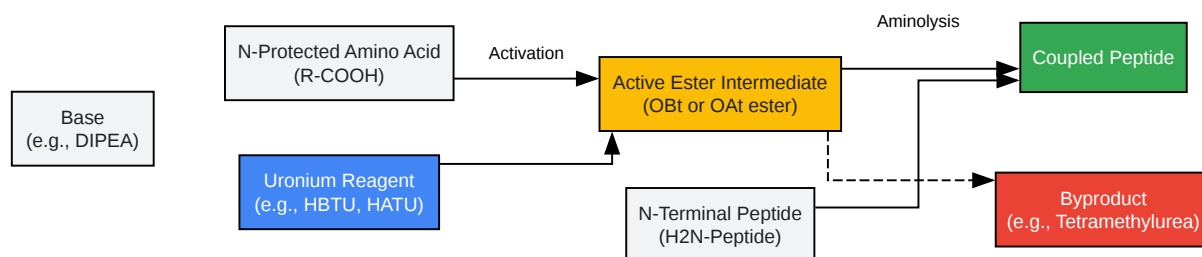 Base
(e.g., DIPEA)
N-Protected Amino Acid
(R-COOH)
Activation
Uronium Reagent
(e.g., HBTU, HATU)
Active Ester Intermediate
(OBt or OAt ester)
Aminolysis
N-Terminal Peptide
(H2N-Peptide)
Coupled Peptide
Byproduct
(e.g., Tetramethylurea)